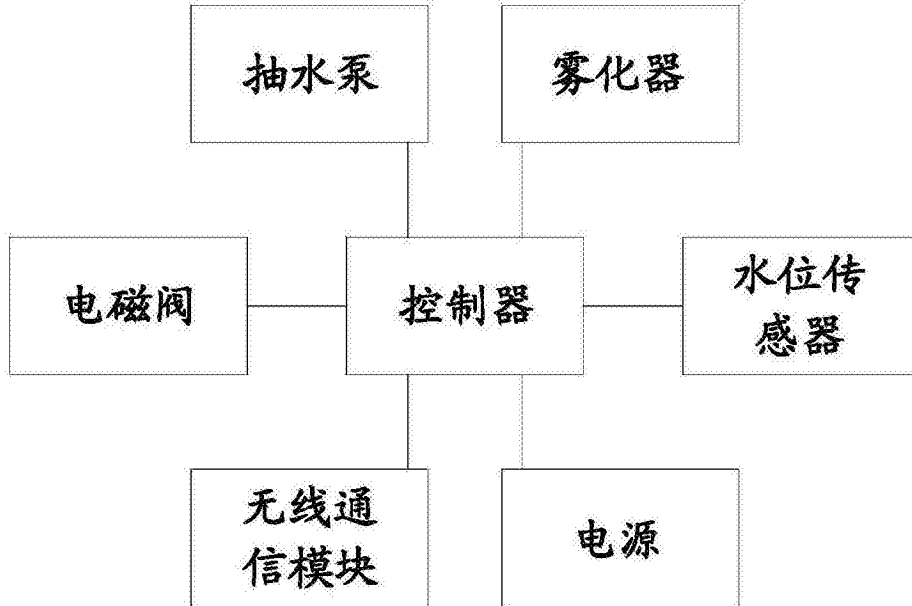 抽水泵
雾化器
电磁阀
控制器
水位传
感器
无线通
信模块
电源